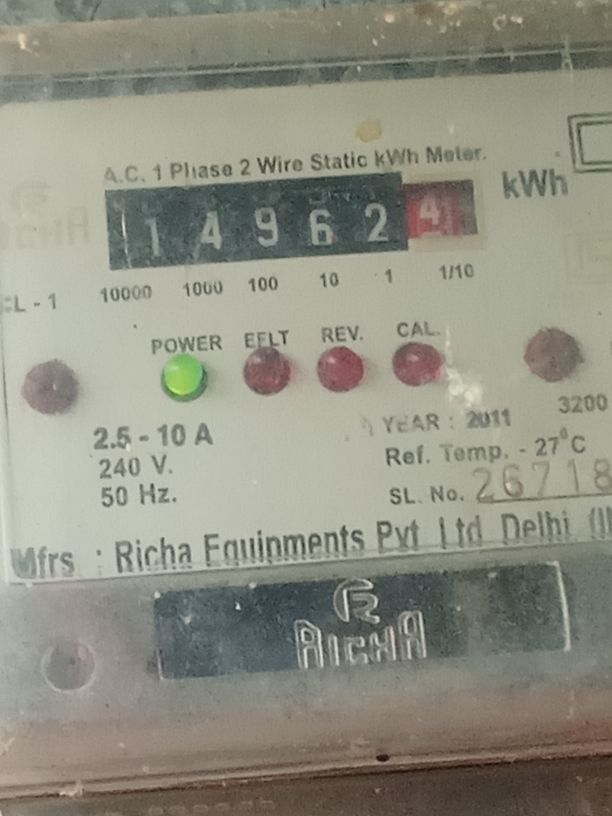 A.C. 1 Phase 2 Wire Static kWh Meter.
1 4 9 6 2 4 kWh
CL - 1 10000 1000 100 10 1 1/10
POWER EFLT REV. CAL.
2.5 - 10 A
240 V.
50 Hz.
YEAR : 2011 3200
Ref. Temp. - 27°C
SL. No. 26718
Mfrs : Richa Equipments Pvt Ltd Delhi
RICHA